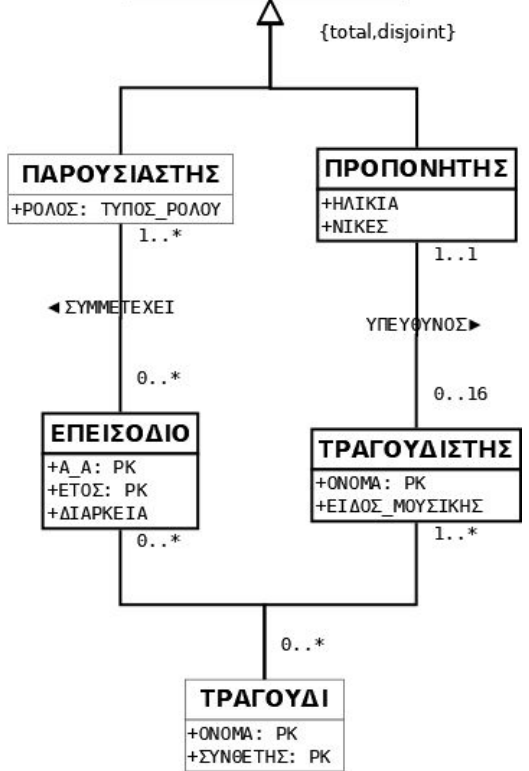 {total,disjoint}
ΠΑΡΟΥΣΙΑΣΤΗΣ
+ΡΟΛΟΣ: ΤΥΠΟΣ_ΡΟΛΟΥ
1..*
ΠΡΟΠΟΝΗΤΗΣ
+ΗΛΙΚΙΑ
+ΝΙΚΕΣ
1..1
◄ΣΥΜΜΕΤΕΧΕΙ
ΥΠΕΥΘΥΝΟΣ►
0..*
0..16
ΕΠΕΙΣΟΔΙΟ
+Α_Α: PK
+ΕΤΟΣ: PK
+ΔΙΑΡΚΕΙΑ
0..*
ΤΡΑΓΟΥΔΙΣΤΗΣ
+ΟΝΟΜΑ: PK
+ΕΙΔΟΣ_ΜΟΥΣΙΚΗΣ
1..*
0..*
ΤΡΑΓΟΥΔΙ
+ΟΝΟΜΑ: PK
+ΣΥΝΘΕΤΗΣ: PK